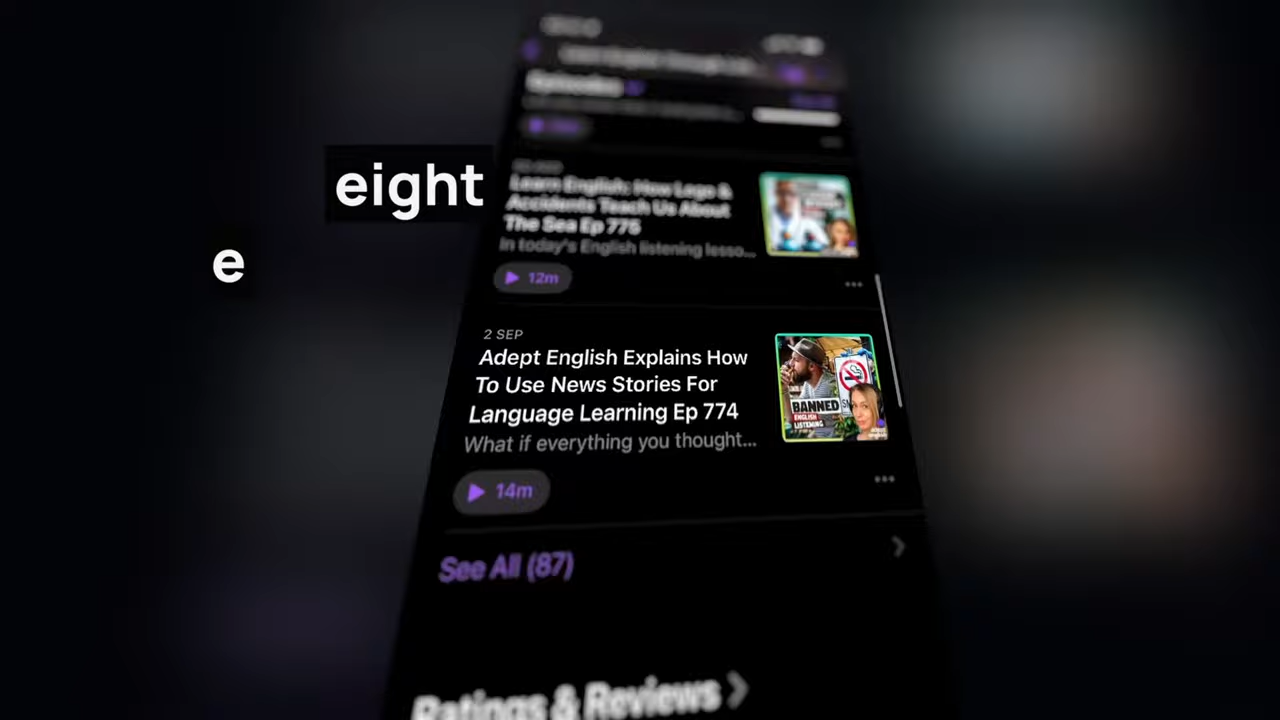 eight
e
Episodes
Learn English: How Lego &
Accidents Teach Us About
The Sea Ep 775
In today's English listening lesso...
12m
2 SEP
Adept English Explains How
To Use News Stories For
Language Learning Ep 774
What if everything you thought...
BANNED
ENGLISH
LISTENING
14m
See All (87)
Ratings & Reviews